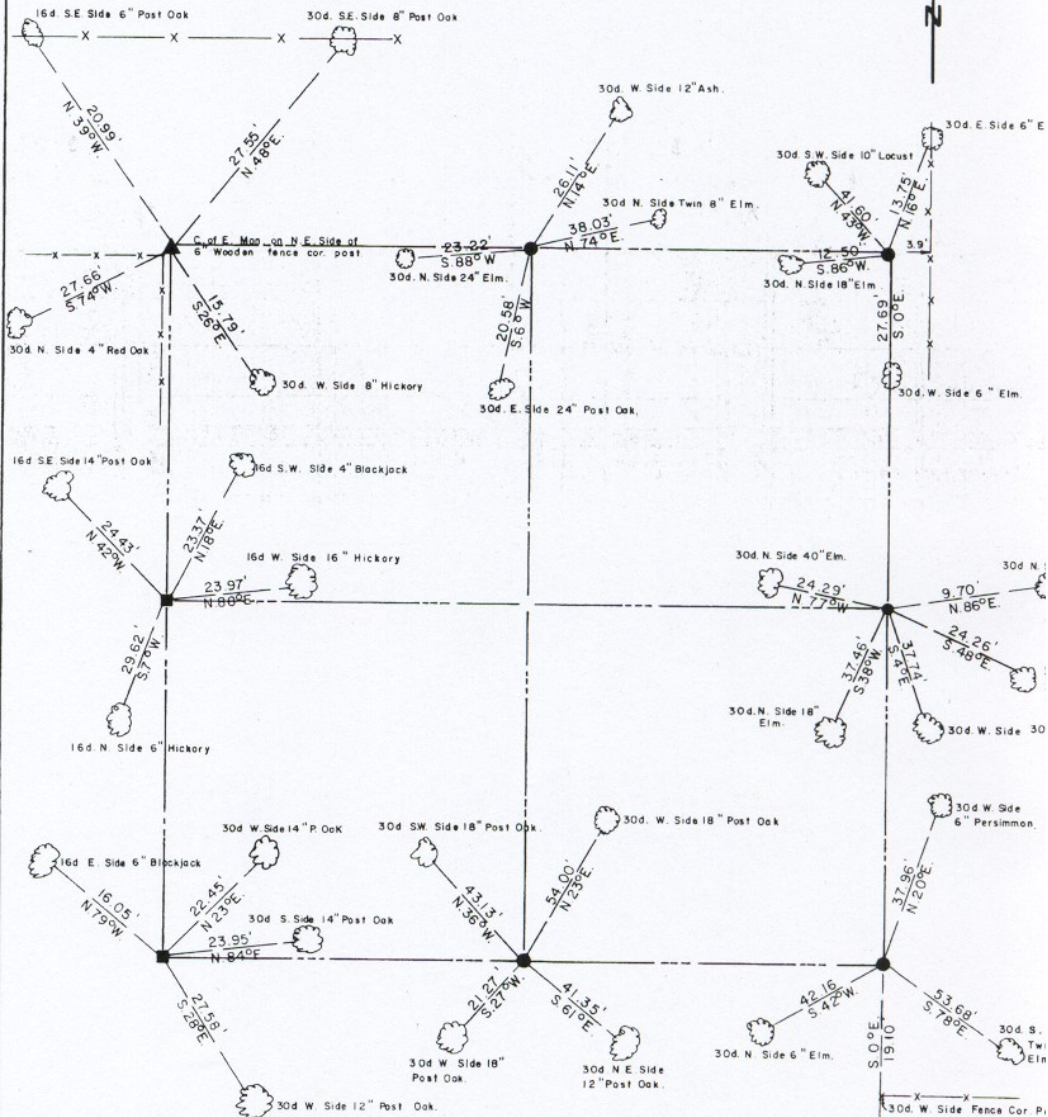 N
16d. S.E. Side 6" Post Oak
30d. S.E. Side 8" Post Oak
20.99'
N. 39°W.
27.55'
N.48°E.
30d. W. Side 12"Ash.
26.11'
N.14°E.
30d N. Side Twin 8" Elm.
38.03'
N.74°E.
30d. S.W. Side 10" Locust
41.60'
N.43°W.
30d. E. Side 6" E
13.75'
N.16°E.
3.9'
C. of E. Mon. on N.E. Side of
6" Wooden fence cor. post
23.22'
S.88°W
30d. N. Side 24" Elm.
12.50'
S.86°W.
30d. N. Side 18" Elm.
27.66'
S.74°W.
30d. N. Side 4" Red Oak.
15.79'
S.26°E.
30d. W. Side 8" Hickory
20.58'
S.6°W
30d. E. Side 24" Post Oak.
27.69'
S.0°E.
30d. W. Side 6" Elm.
16d S.E. Side 14" Post Oak
24.43'
N.42°W.
16d S.W. Side 4" Blackjack
23.37'
N.18°E.
16d W. Side 16" Hickory
23.97'
N.80°E.
29.62'
S.7°W.
16d. N. Side 6" Hickory
30d. N. Side 40" Elm.
24.29'
N.77°W
30d N.
9.70'
N.86°E.
24.26'
S.48°E.
37.46'
S38°W.
37.74'
S.4°E
30d. N. Side 18"
Elm.
30d. W. Side 30
16d E. Side 6" Blackjack
16.05'
N79°W.
30d W. Side 14" P. Oak
22.45'
N23°E.
30d S. Side 14" Post Oak
23.95'
N.84°E
27.58'
S.28°E
30d W. Side 12" Post Oak.
30d S.W. Side 18" Post Oak.
43.13'
N.36°W.
30d. W. Side 18" Post Oak
54.00'
N 23°E.
21.27'
S.27°W.
30d W Side 18"
Post Oak.
41.35'
S.61°E.
30d N E. Side
12" Post Oak.
30d W. Side
6" Persimmon
37.96'
N.20°E.
42.16
S.42°W.
30d. N. Side 6" Elm.
53.68'
S.78°E.
30d. S.
Twi
Elm
S.0°E.
19.10'
30d. W. Side Fence Cor. P